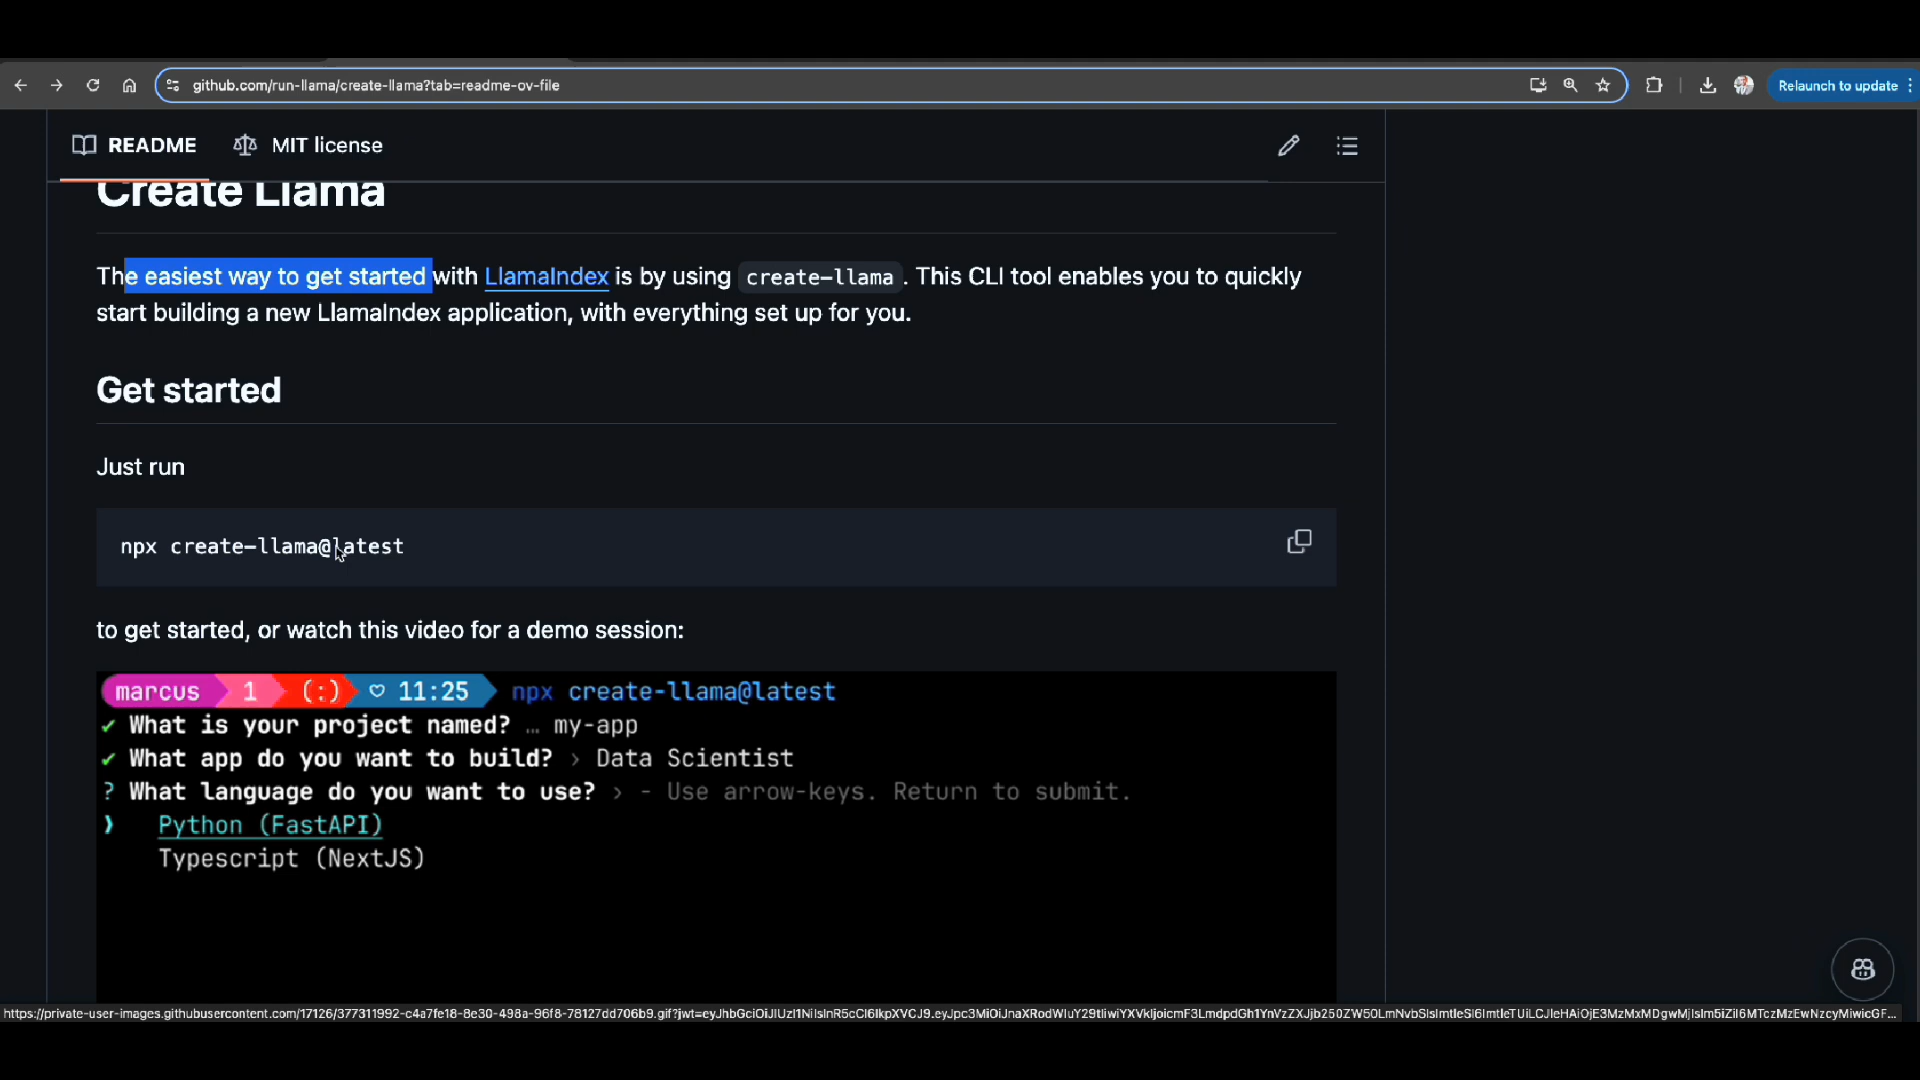 github.com/run-llama/create-llama?tab=readme-ov-file
Relaunch to update
README
MIT license
Create Llama
The easiest way to get started with LlamaIndex is by using create-llama. This CLI tool enables you to quickly
start building a new LlamaIndex application, with everything set up for you.
Get started
Just run
npx create-llama@latest
to get started, or watch this video for a demo session:
marcus 1 (:) ♡ 11:25 npx create-llama@latest
✔ What is your project named? … my-app
✔ What app do you want to build? › Data Scientist
? What language do you want to use? › - Use arrow-keys. Return to submit.
❯ Python (FastAPI)
Typescript (NextJS)